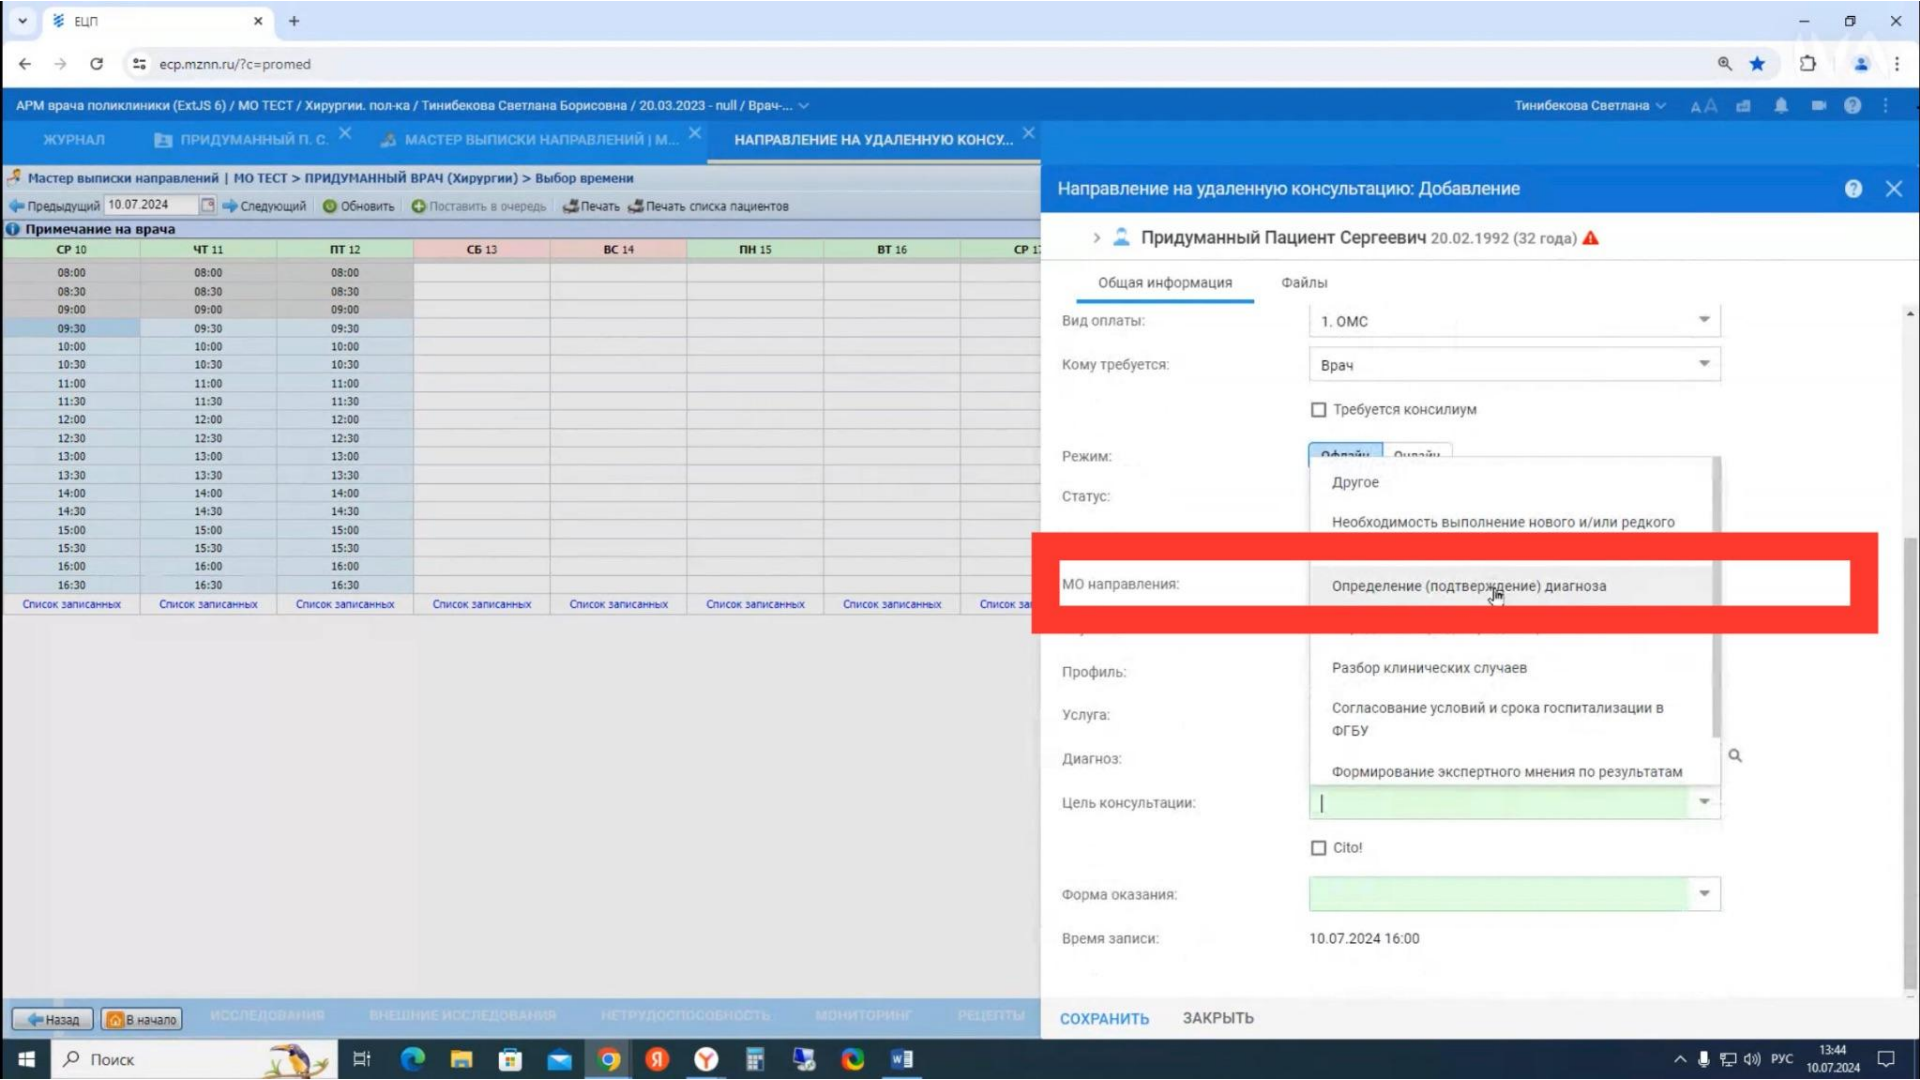 ЕЦП
ecp.mznn.ru/?c=promed
АРМ врача поликлиники (ExtJS 6) / МО ТЕСТ / Хирургии. пол-ка / Тинибекова Светлана Борисовна / 20.03.2023 - null / Врач-...
Тинибекова Светлана
ЖУРНАЛ
ПРИДУМАННЫЙ П. С.
МАСТЕР ВЫПИСКИ НАПРАВЛЕНИЙ | М...
НАПРАВЛЕНИЕ НА УДАЛЕННУЮ КОНСУ...
Мастер выписки направлений | МО ТЕСТ > ПРИДУМАННЫЙ ВРАЧ (Хирургии) > Выбор времени
Предыдущий 10.07.2024 Следующий Обновить Поставить в очередь Печать Печать списка пациентов
Примечание на врача
СР 10 ЧТ 11 ПТ 12 СБ 13 ВС 14 ПН 15 ВТ 16 СР 1
08:00 08:00 08:00
08:30 08:30 08:30
09:00 09:00 09:00
09:30 09:30 09:30
10:00 10:00 10:00
10:30 10:30 10:30
11:00 11:00 11:00
11:30 11:30 11:30
12:00 12:00 12:00
12:30 12:30 12:30
13:00 13:00 13:00
13:30 13:30 13:30
14:00 14:00 14:00
14:30 14:30 14:30
15:00 15:00 15:00
15:30 15:30 15:30
16:00 16:00 16:00
16:30 16:30 16:30
Список записанных Список записанных Список записанных Список записанных Список записанных Список записанных Список записанных Список за
Направление на удаленную консультацию: Добавление
Придуманный Пациент Сергеевич 20.02.1992 (32 года)
Общая информация Файлы
Вид оплаты: 1. ОМС
Кому требуется: Врач
Требуется консилиум
Режим: Офлайн Онлайн
Другое
Статус:
Необходимость выполнение нового и/или редкого
МО направления: Определение (подтверждение) диагноза
Разбор клинических случаев
Профиль:
Согласование условий и срока госпитализации в
ФГБУ
Услуга:
Диагноз:
Формирование экспертного мнения по результатам
Цель консультации:
Cito!
Форма оказания:
Время записи: 10.07.2024 16:00
СОХРАНИТЬ ЗАКРЫТЬ
Назад В начало ИССЛЕДОВАНИЯ ВНЕШНИЕ ИССЛЕДОВАНИЯ НЕТРУДОСПОСОБНОСТЬ МОНИТОРИНГ РЕЦЕПТЫ
Поиск
РУС
13:44
10.07.2024